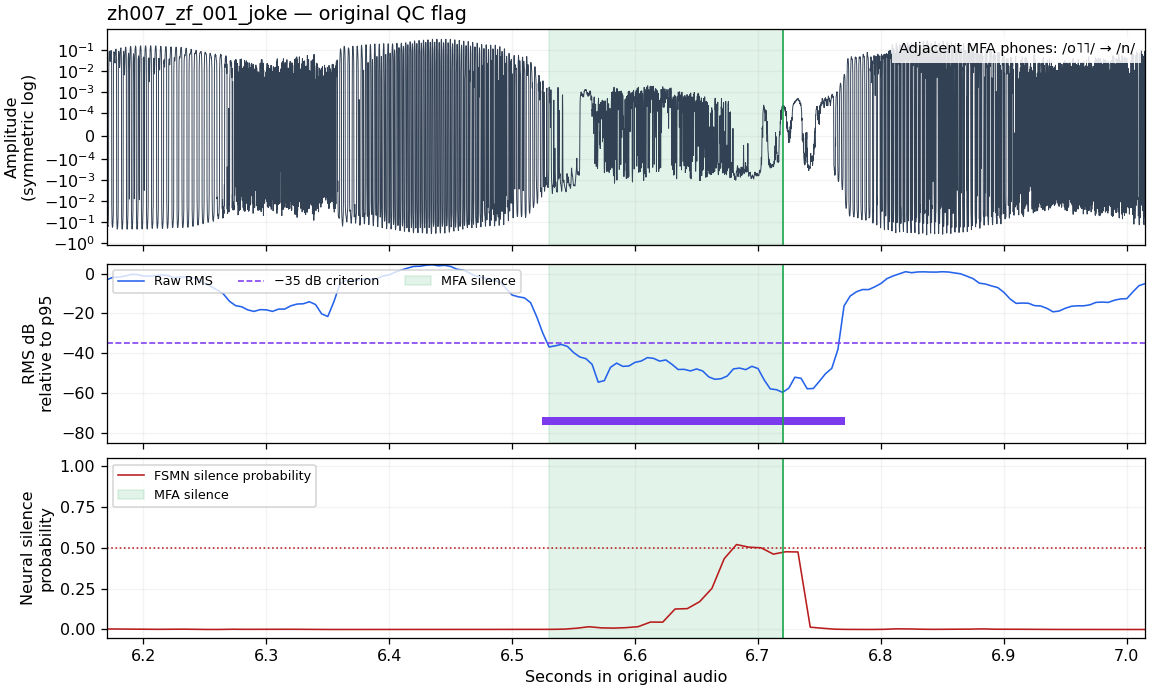 zh007_zf_001_joke — original QC flag
Adjacent MFA phones: /o˥˥/ → /n/
Amplitude
(symmetric log)
10⁻¹
10⁻²
10⁻³
10⁻⁴
0
−10⁻⁴
−10⁻³
−10⁻²
−10⁻¹
−10⁰
RMS dB
relative to p95
0
−20
−40
−60
−80
Raw RMS
−35 dB criterion
MFA silence
Neural silence
probability
1.00
0.75
0.50
0.25
0.00
FSMN silence probability
MFA silence
6.2 6.3 6.4 6.5 6.6 6.7 6.8 6.9 7.0
Seconds in original audio